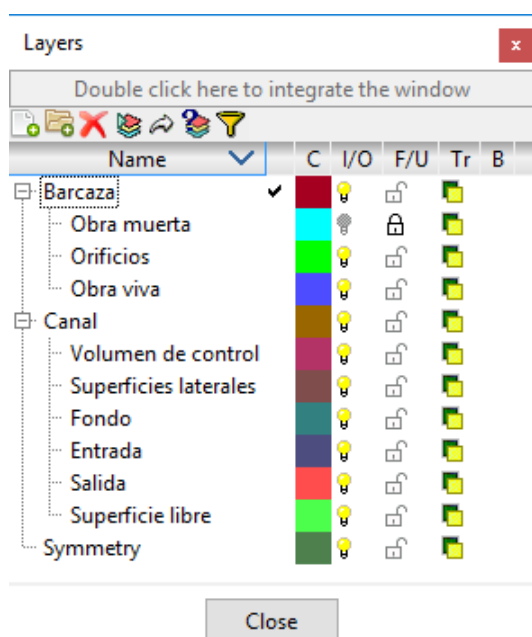 Layers
x
Double click here to integrate the window
Name C I/O F/U Tr B
Barcaza
Obra muerta
Orificios
Obra viva
Canal
Volumen de control
Superficies laterales
Fondo
Entrada
Salida
Superficie libre
Symmetry
Close